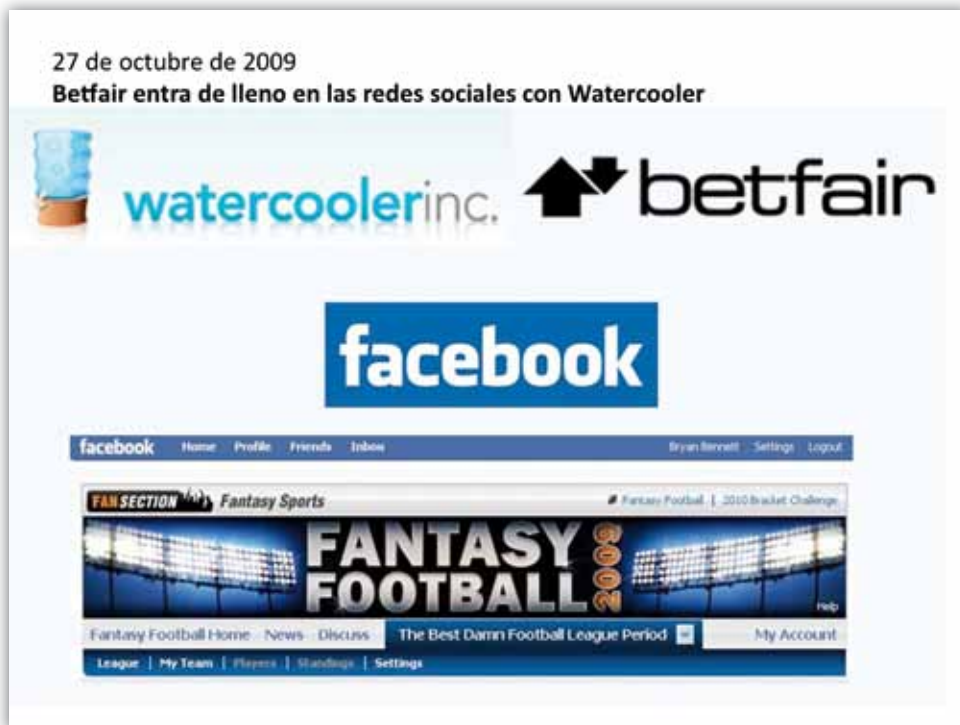 27 de octubre de 2009
Betfair entra de lleno en las redes sociales con Watercooler
watercoolerinc.
betfair
facebook
facebook Home Profile Friends Inbox Bryan Bennett Settings Logout
FANSECTION Fantasy Sports Fantasy Football | 2010 Bracket Challenge
FANTASY
FOOTBALL 2009
Help
Fantasy Football Home News Discuss The Best Damn Football League Period My Account
League | My Team | Players | Standings | Settings